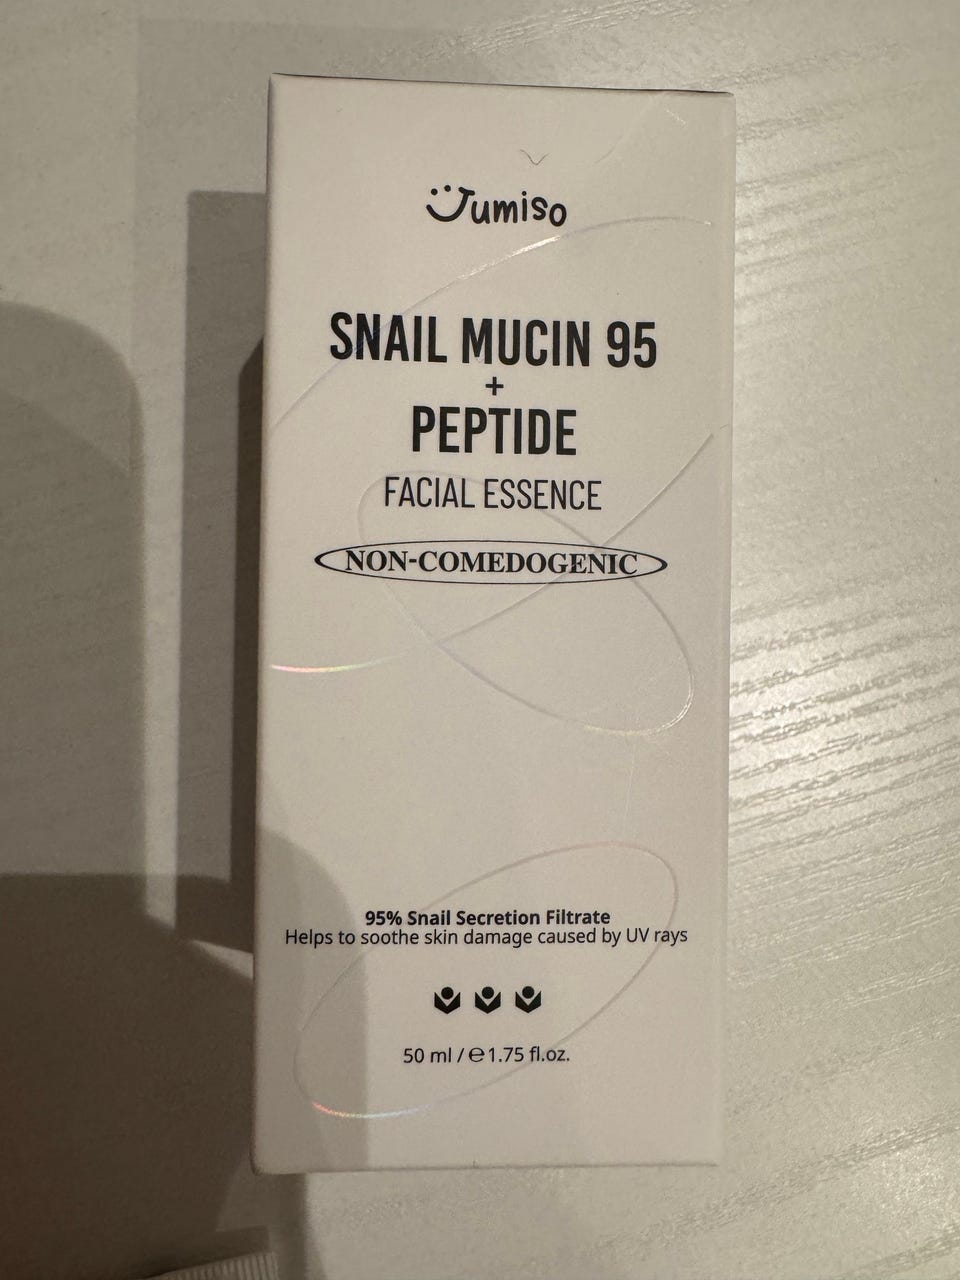 Jumiso
SNAIL MUCIN 95
+
PEPTIDE
FACIAL ESSENCE
NON-COMEDOGENIC
95% Snail Secretion Filtrate
Helps to soothe skin damage caused by UV rays
50 ml / ℮1.75 fl.oz.